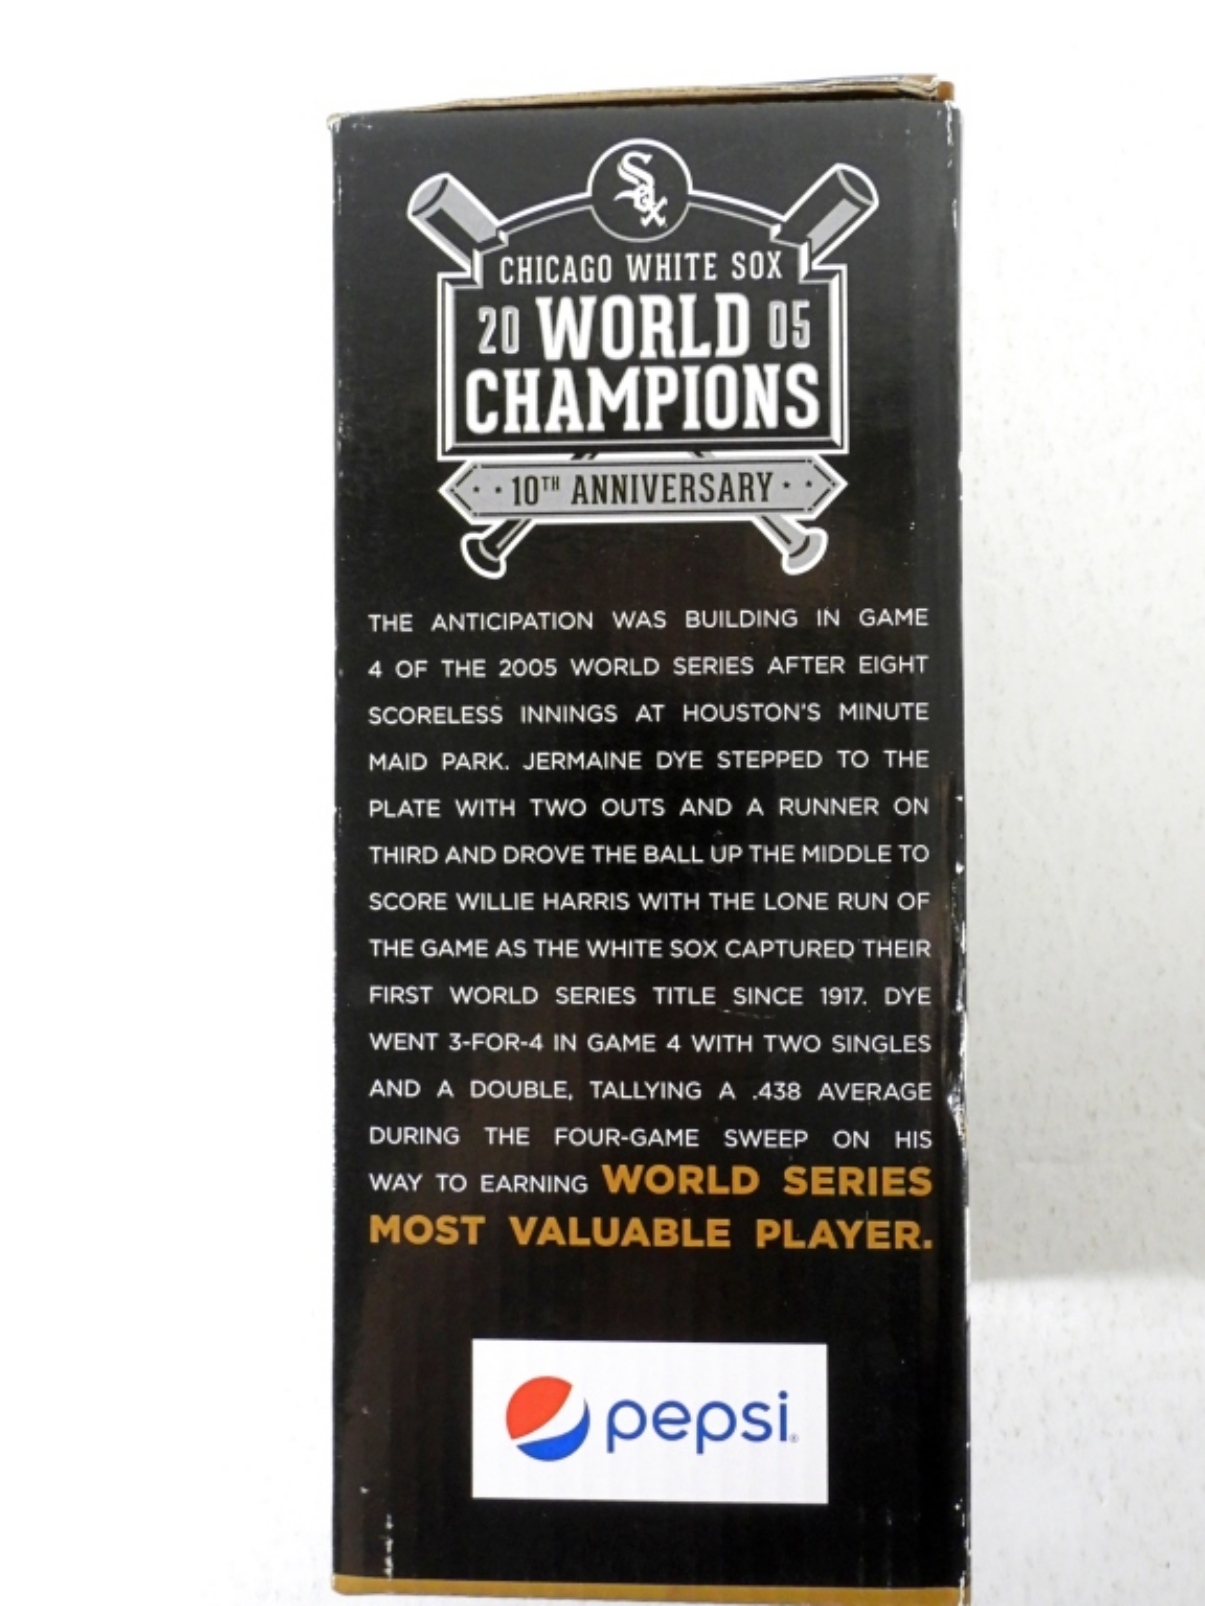 Sox
CHICAGO WHITE SOX
20 WORLD 05
CHAMPIONS
10TH ANNIVERSARY
THE ANTICIPATION WAS BUILDING IN GAME
4 OF THE 2005 WORLD SERIES AFTER EIGHT
SCORELESS INNINGS AT HOUSTON'S MINUTE
MAID PARK. JERMAINE DYE STEPPED TO THE
PLATE WITH TWO OUTS AND A RUNNER ON
THIRD AND DROVE THE BALL UP THE MIDDLE TO
SCORE WILLIE HARRIS WITH THE LONE RUN OF
THE GAME AS THE WHITE SOX CAPTURED THEIR
FIRST WORLD SERIES TITLE SINCE 1917. DYE
WENT 3-FOR-4 IN GAME 4 WITH TWO SINGLES
AND A DOUBLE, TALLYING A .438 AVERAGE
DURING THE FOUR-GAME SWEEP ON HIS
WAY TO EARNING WORLD SERIES
MOST VALUABLE PLAYER.
pepsi®